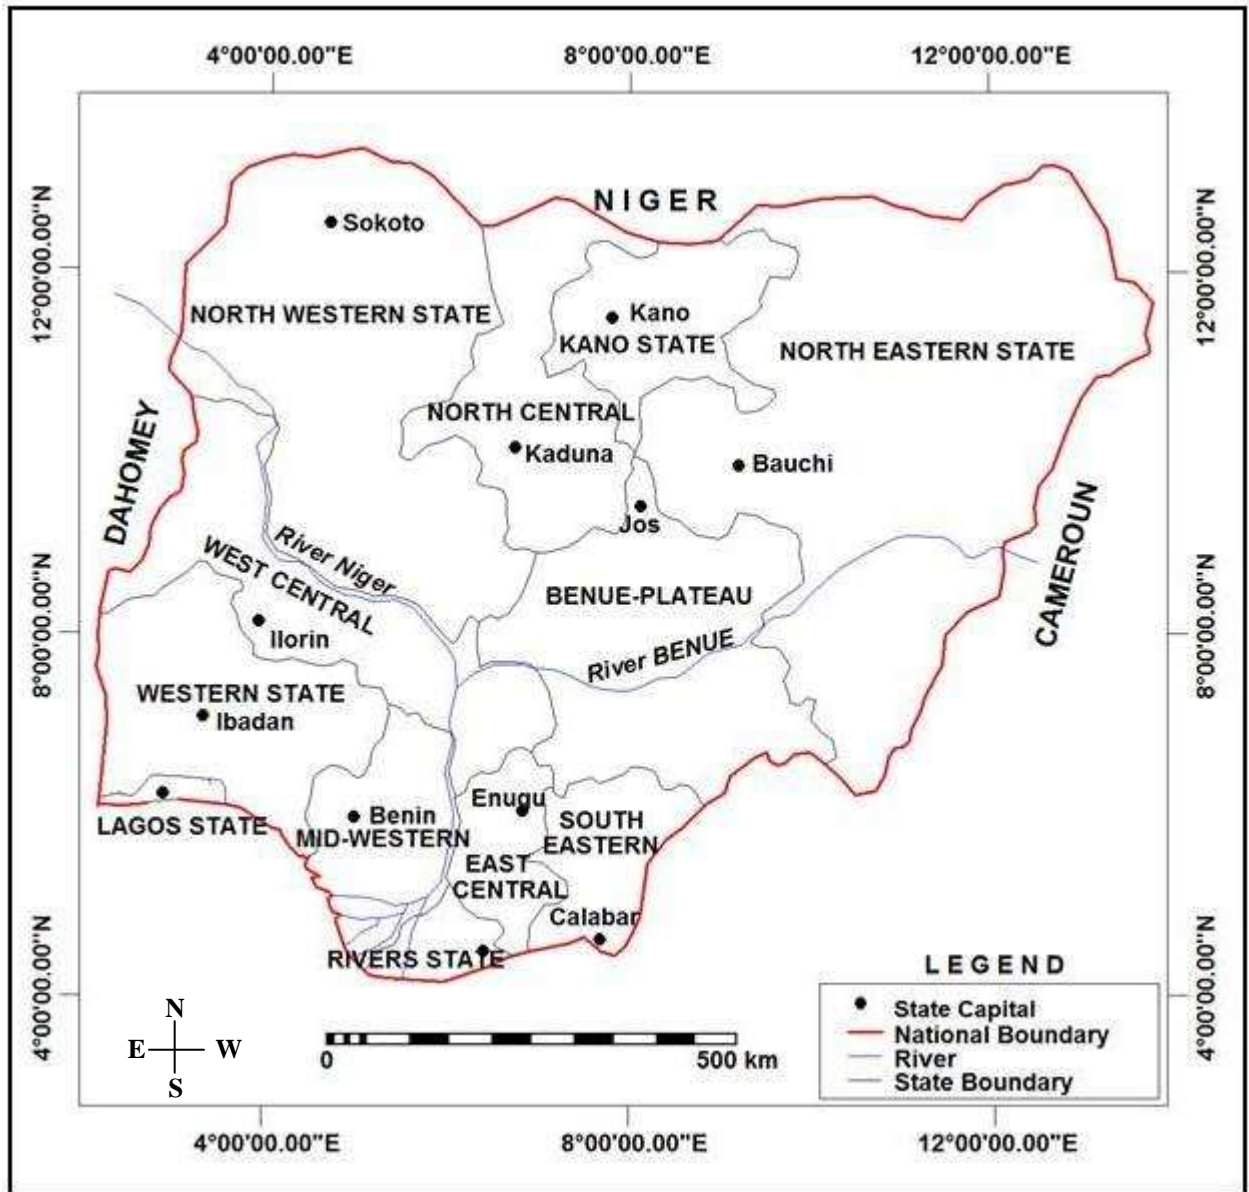 4°00'00.00"E
8°00'00.00"E
12°00'00.00"E
NIGER
12°00'00.00"N
12°00'00.00"N
Sokoto
NORTH WESTERN STATE
Kano
KANO STATE
NORTH EASTERN STATE
NORTH CENTRAL
Kaduna
Bauchi
DAHOMEY
Jos
CAMEROUN
River Niger
WEST CENTRAL
BENUE-PLATEAU
8°00'00.00"N
8°00'00.00"N
Ilorin
River BENUE
WESTERN STATE
Ibadan
Enugu
LAGOS STATE
Benin
MID-WESTERN
SOUTH
EASTERN
EAST
CENTRAL
Calabar
RIVERS STATE
4°00'00.00"N
4°00'00.00"N
LEGEND
State Capital
National Boundary
River
State Boundary
N
E W
S
0 500 km
4°00'00.00"E
8°00'00.00"E
12°00'00.00"E